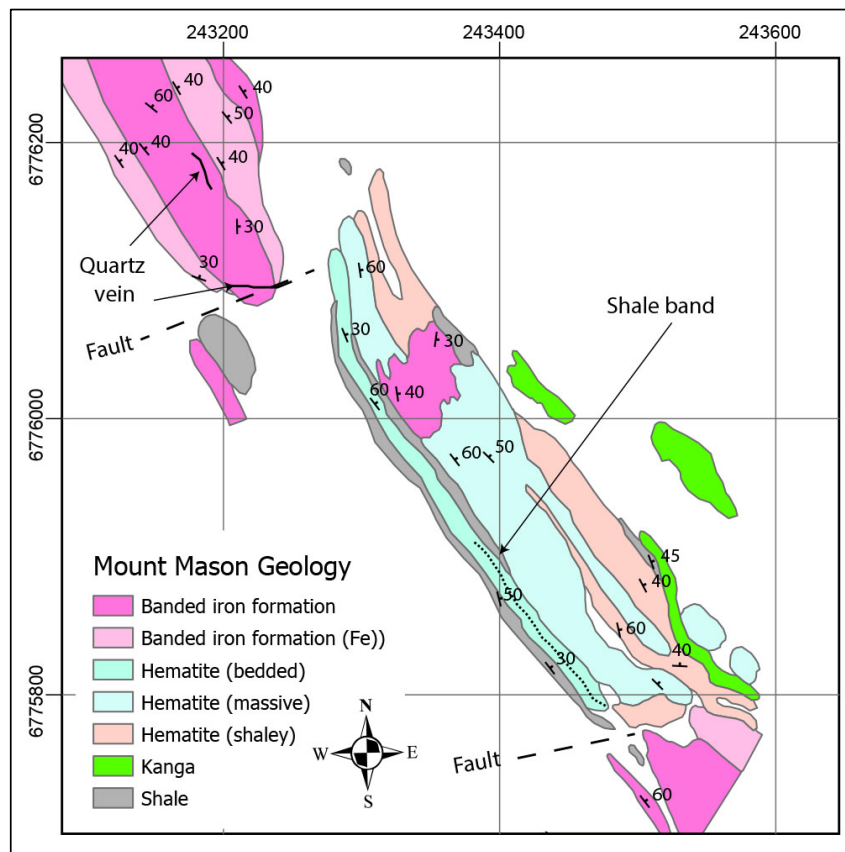 243200
243400
243600
6776200
6776000
6775800
40
60
40
50
40
40
40
30
30
Quartz
vein
Fault
60
30
30
60
40
Shale band
60
50
45
40
50
60
40
30
Fault
60
Mount Mason Geology
Banded iron formation
Banded iron formation (Fe))
Hematite (bedded)
Hematite (massive)
Hematite (shaley)
Kanga
Shale
N
W
E
S